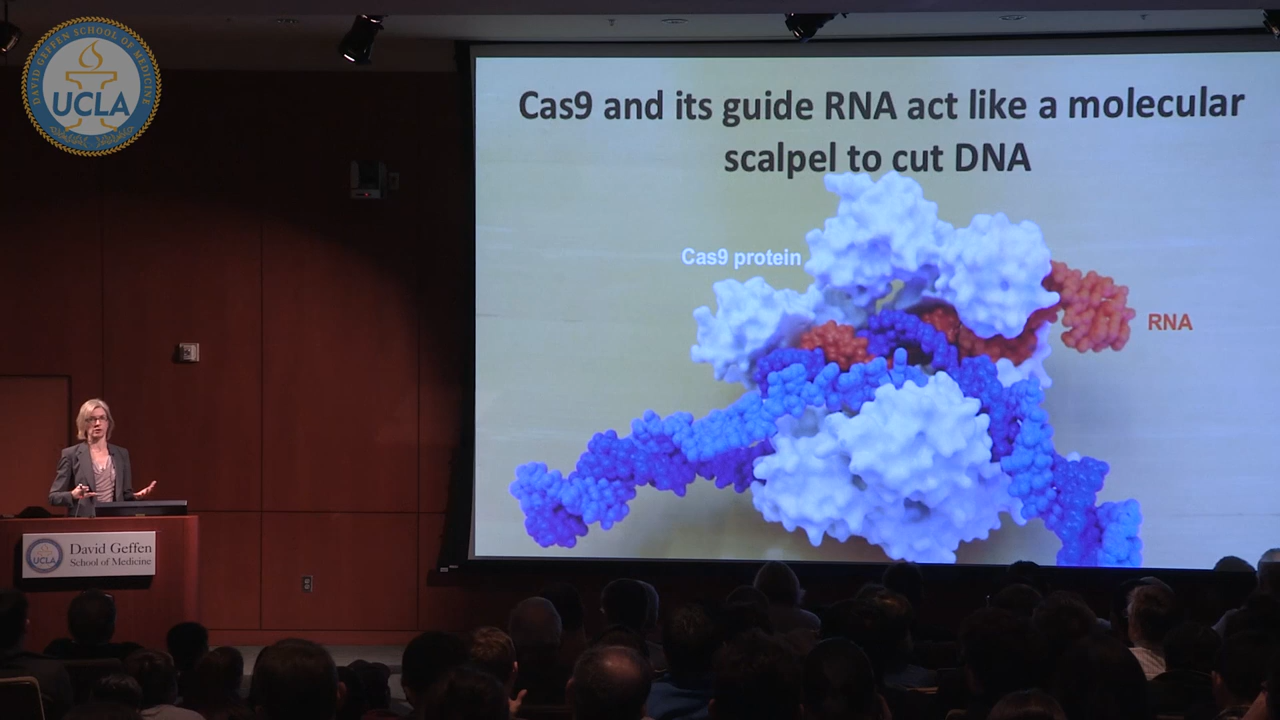 DAVID GEFFEN SCHOOL OF MEDICINE
UCLA
Cas9 and its guide RNA act like a molecular
scalpel to cut DNA
Cas9 protein
RNA
UCLA
David Geffen
School of Medicine